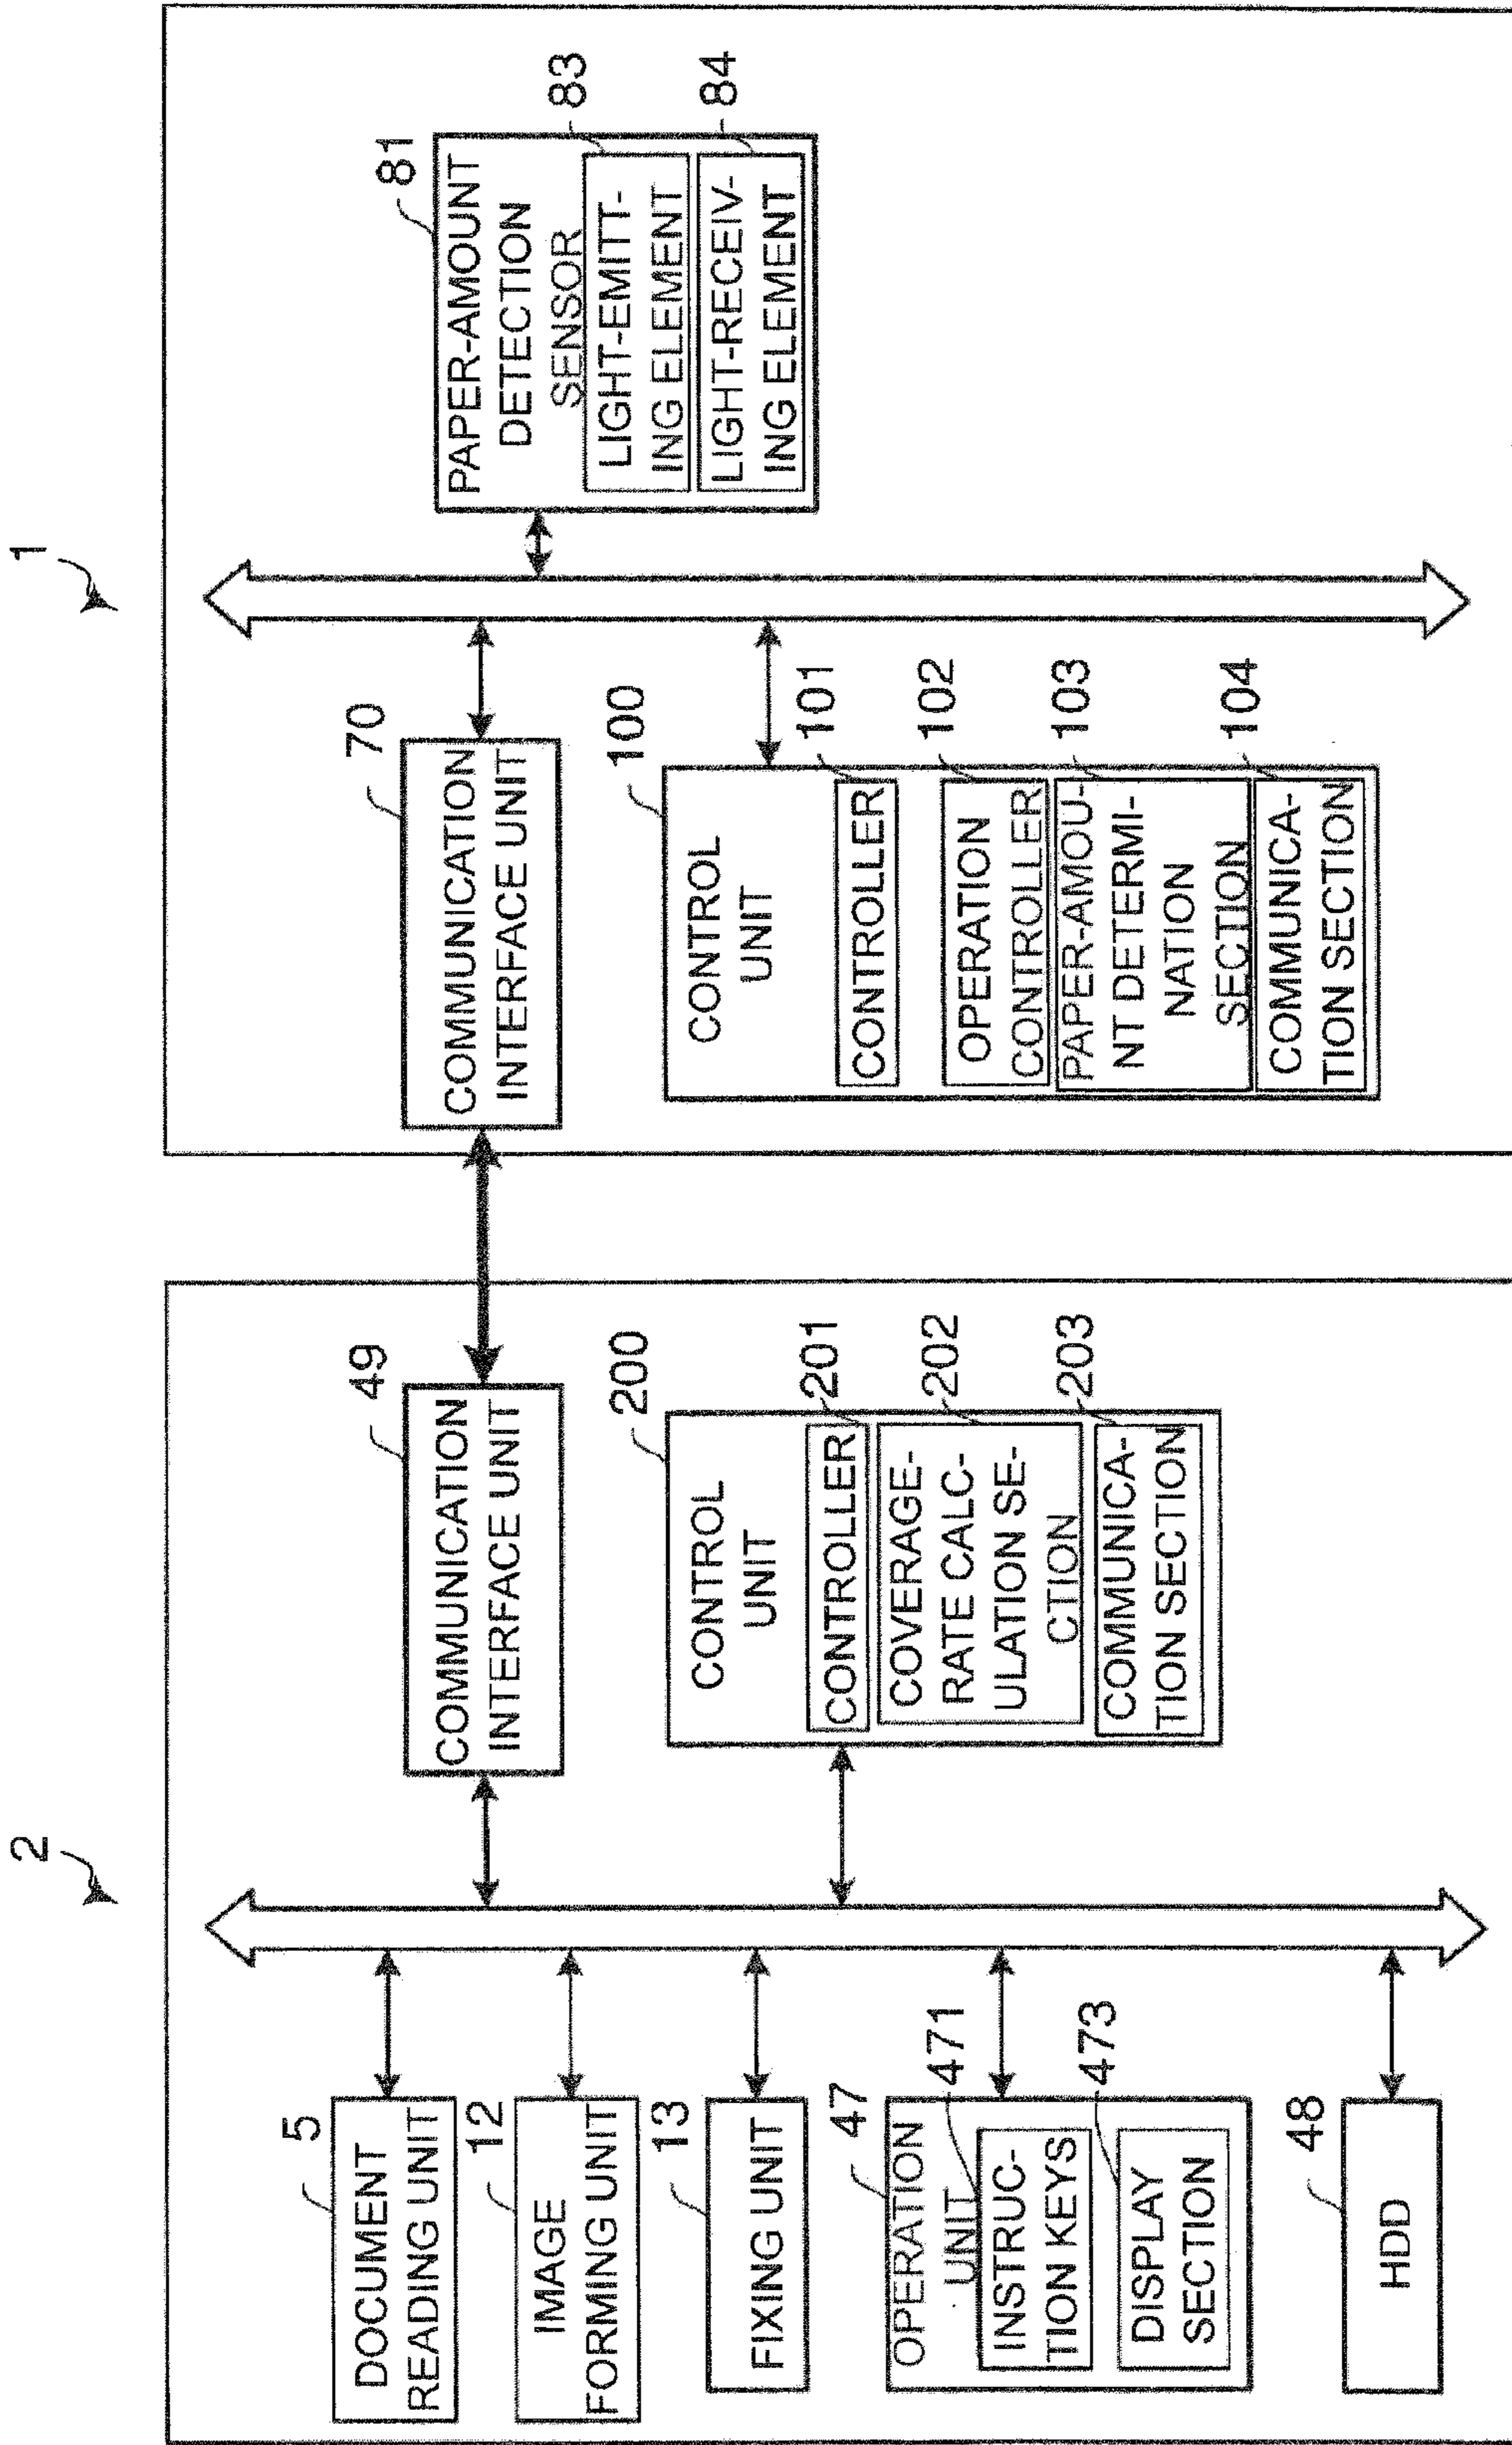 2
5
DOCUMENT
READING UNIT
12
IMAGE
FORMING UNIT
13
FIXING UNIT
47
OPERATION
UNIT
471
INSTRUC-
TION KEYS
473
DISPLAY
SECTION
48
HDD
49
COMMUNICATION
INTERFACE UNIT
200
CONTROL
UNIT
201
CONTROLLER
202
COVERAGE-
RATE CALC-
ULATION SE-
CTION
203
COMMUNICA-
TION SECTION
1
70
COMMUNICATION
INTERFACE UNIT
100
CONTROL
UNIT
101
CONTROLLER
102
OPERATION
CONTROLLER
103
PAPER-AMOU-
NT DETERMI-
NATION
SECTION
104
COMMUNICA-
TION SECTION
81
PAPER-AMOUNT
DETECTION
SENSOR
83
LIGHT-EMITT-
ING ELEMENT
84
LIGHT-RECEIV-
ING ELEMENT